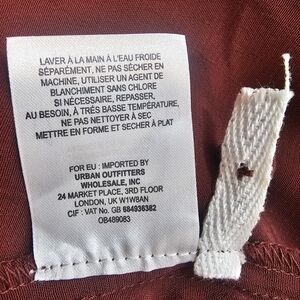 LAVER À LA MAIN À L'EAU FROIDE
SÉPARÉMENT, NE PAS SÉCHER EN
MACHINE, UTILISER UN AGENT DE
BLANCHIMENT SANS CHLORE
SI NÉCESSAIRE, REPASSER,
AU BESOIN, À TRÈS BASSE TEMPÉRATURE,
NE PAS NETTOYER À SEC
METTRE EN FORME ET SÉCHER À PLAT
FOR EU : IMPORTED BY
URBAN OUTFITTERS
WHOLESALE, INC
24 MARKET PLACE, 3RD FLOOR
LONDON, UK W1W8AN
CIF : VAT No. GB 684936382
OB489083